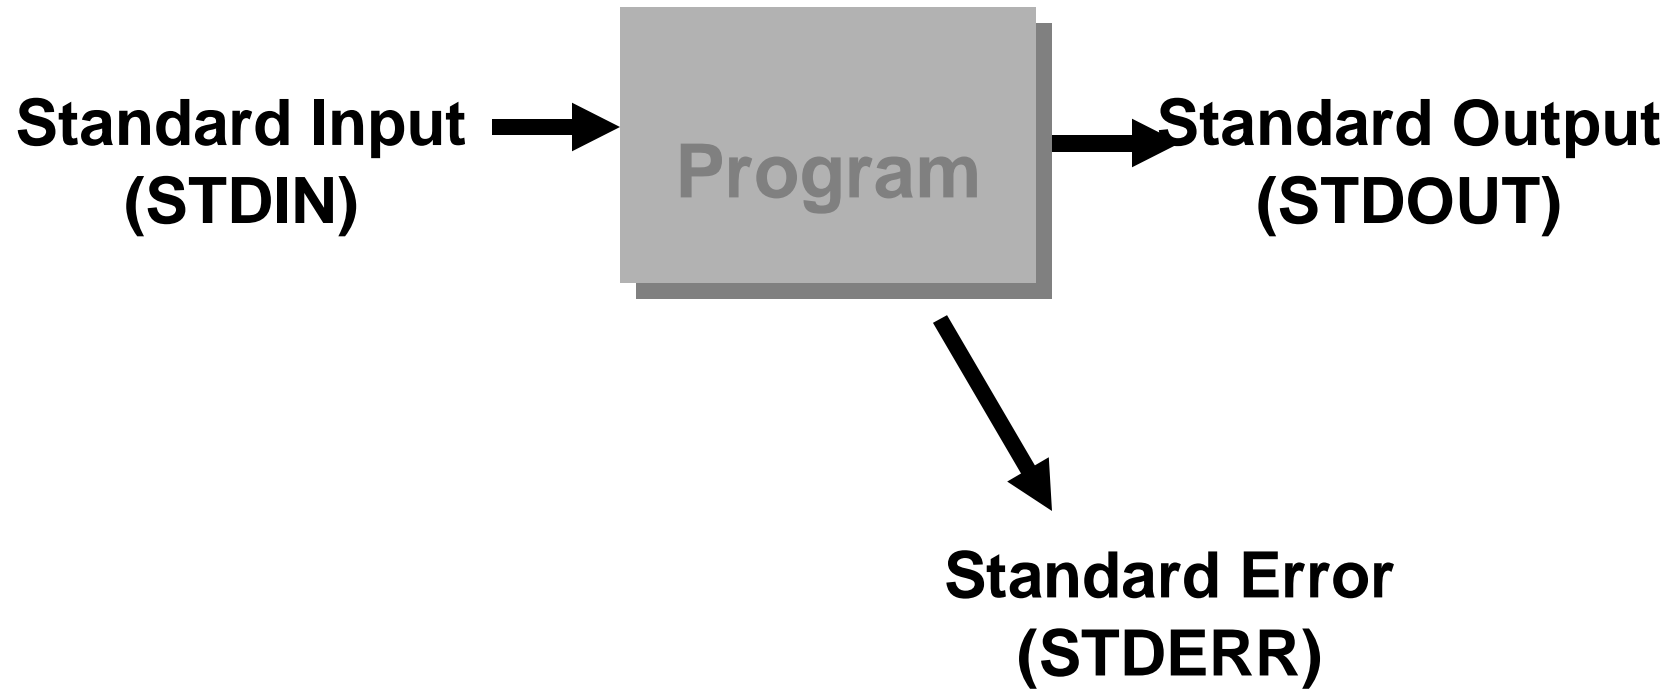 Standard Input
(STDIN)
Program
Standard Output
(STDOUT)
Standard Error
(STDERR)